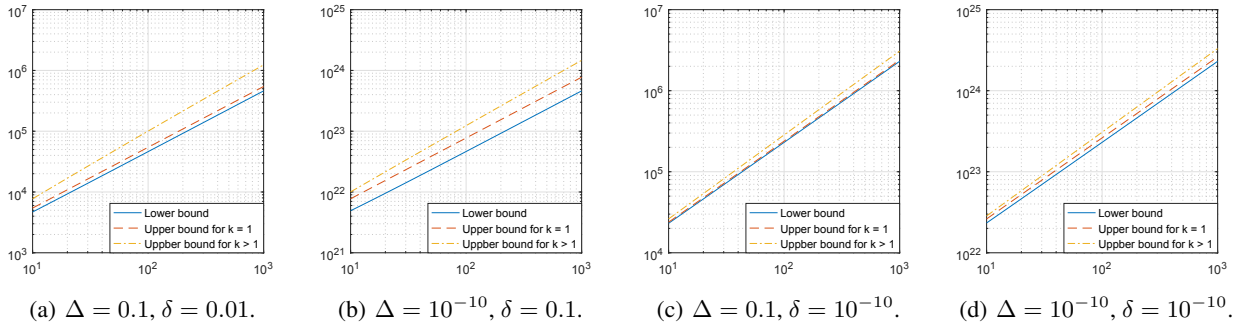 10^7
10^6
10^5
10^4
10^3
10^1
10^2
10^3
Lower bound
Upper bound for k = 1
Uppber bound for k > 1
(a) Δ = 0.1, δ = 0.01.
10^25
10^24
10^23
10^22
10^21
10^1
10^2
10^3
Lower bound
Upper bound for k = 1
Uppber bound for k > 1
(b) Δ = 10^−10, δ = 0.1.
10^7
10^6
10^5
10^4
10^1
10^2
10^3
Lower bound
Upper bound for k = 1
Uppber bound for k > 1
(c) Δ = 0.1, δ = 10^−10.
10^25
10^24
10^23
10^22
10^1
10^2
10^3
Lower bound
Upper bound for k = 1
Uppber bound for k > 1
(d) Δ = 10^−10, δ = 10^−10.